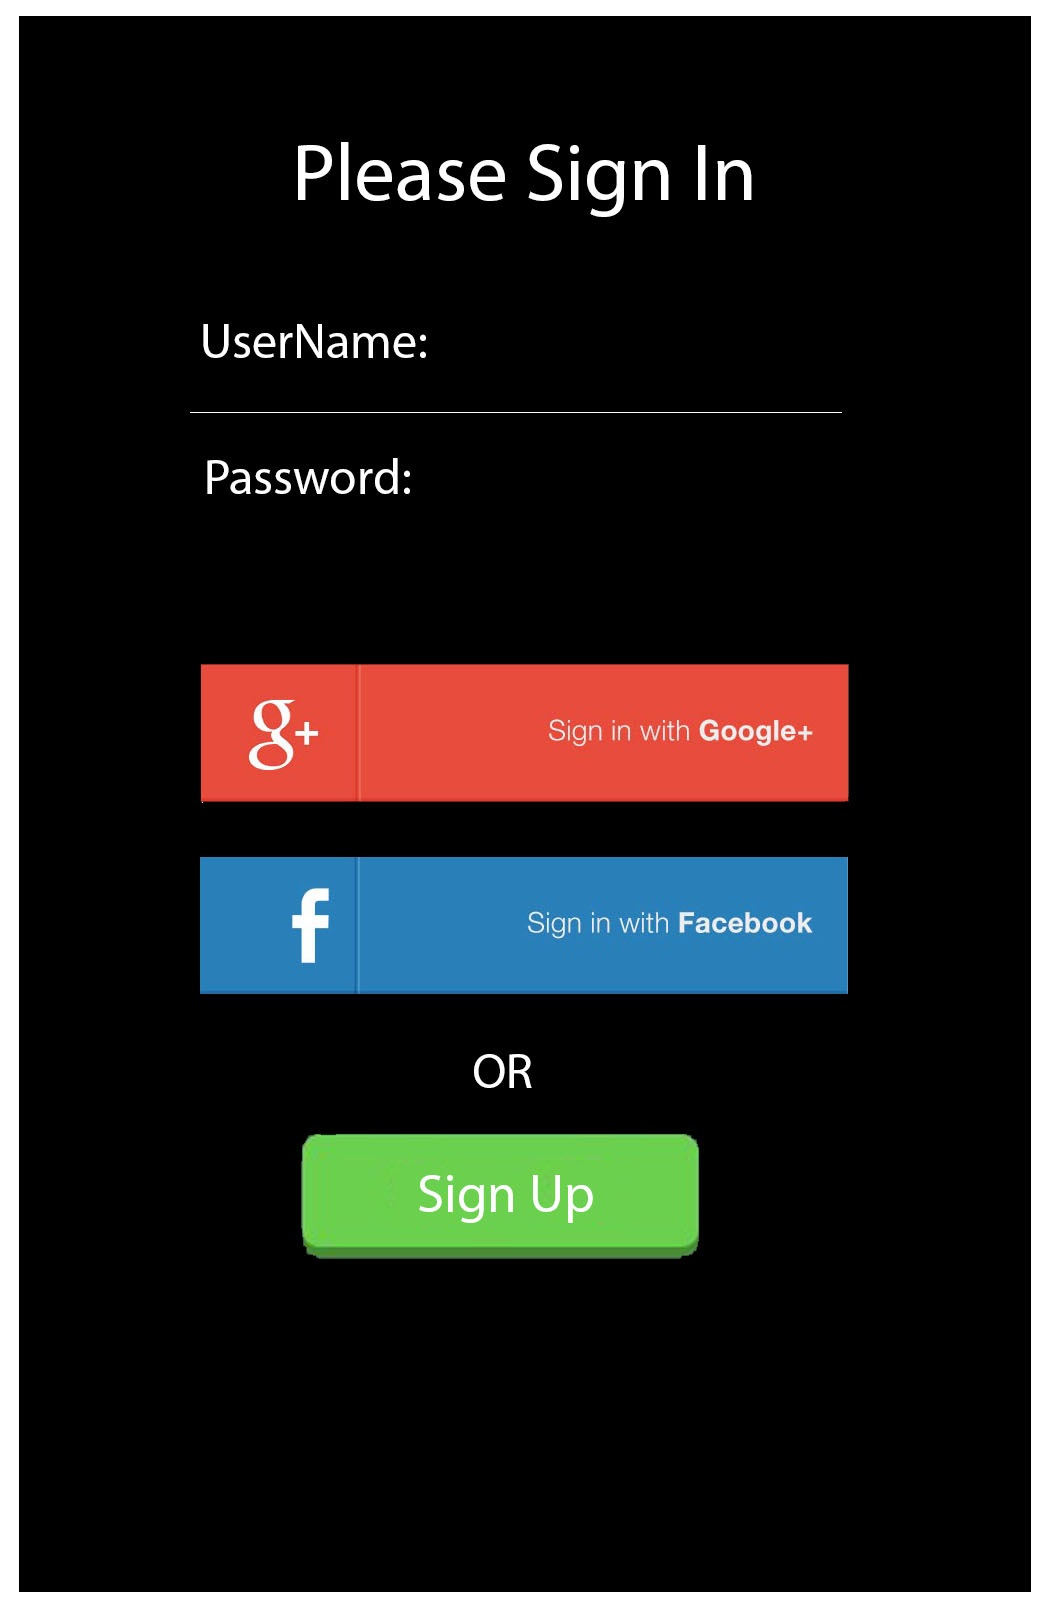 Please Sign In
UserName:
Password:
g+ Sign in with Google+
f Sign in with Facebook
OR
Sign Up